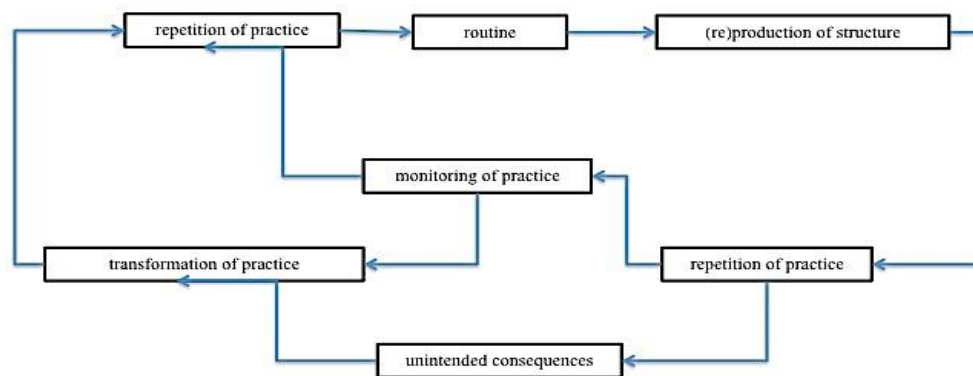 repetition of practice
routine
(re)production of structure
monitoring of practice
transformation of practice
repetition of practice
unintended consequences